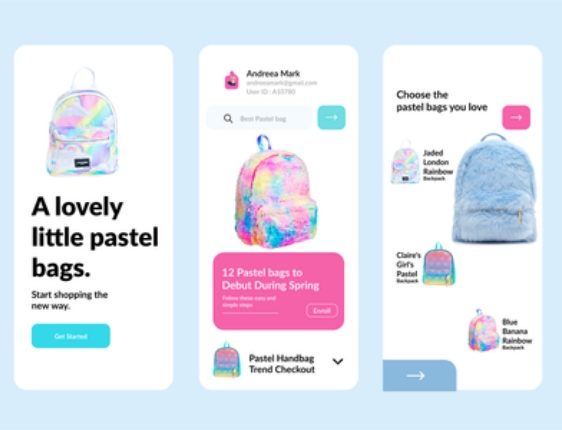 A lovely
little pastel
bags.
Start shopping the
new way.
Get Started
Andreea Mark
andreeamark@gmail.com
User ID : A10780
Best Pastel bag
12 Pastel bags to
Debut During Spring
Follow these easy and
simple steps
Enroll
Pastel Handbag
Trend Checkout
Choose the
pastel bags you love
Jaded
London
Rainbow
Backpack
Claire's
Girl's
Pastel
Backpack
Blue
Banana
Rainbow
Backpack